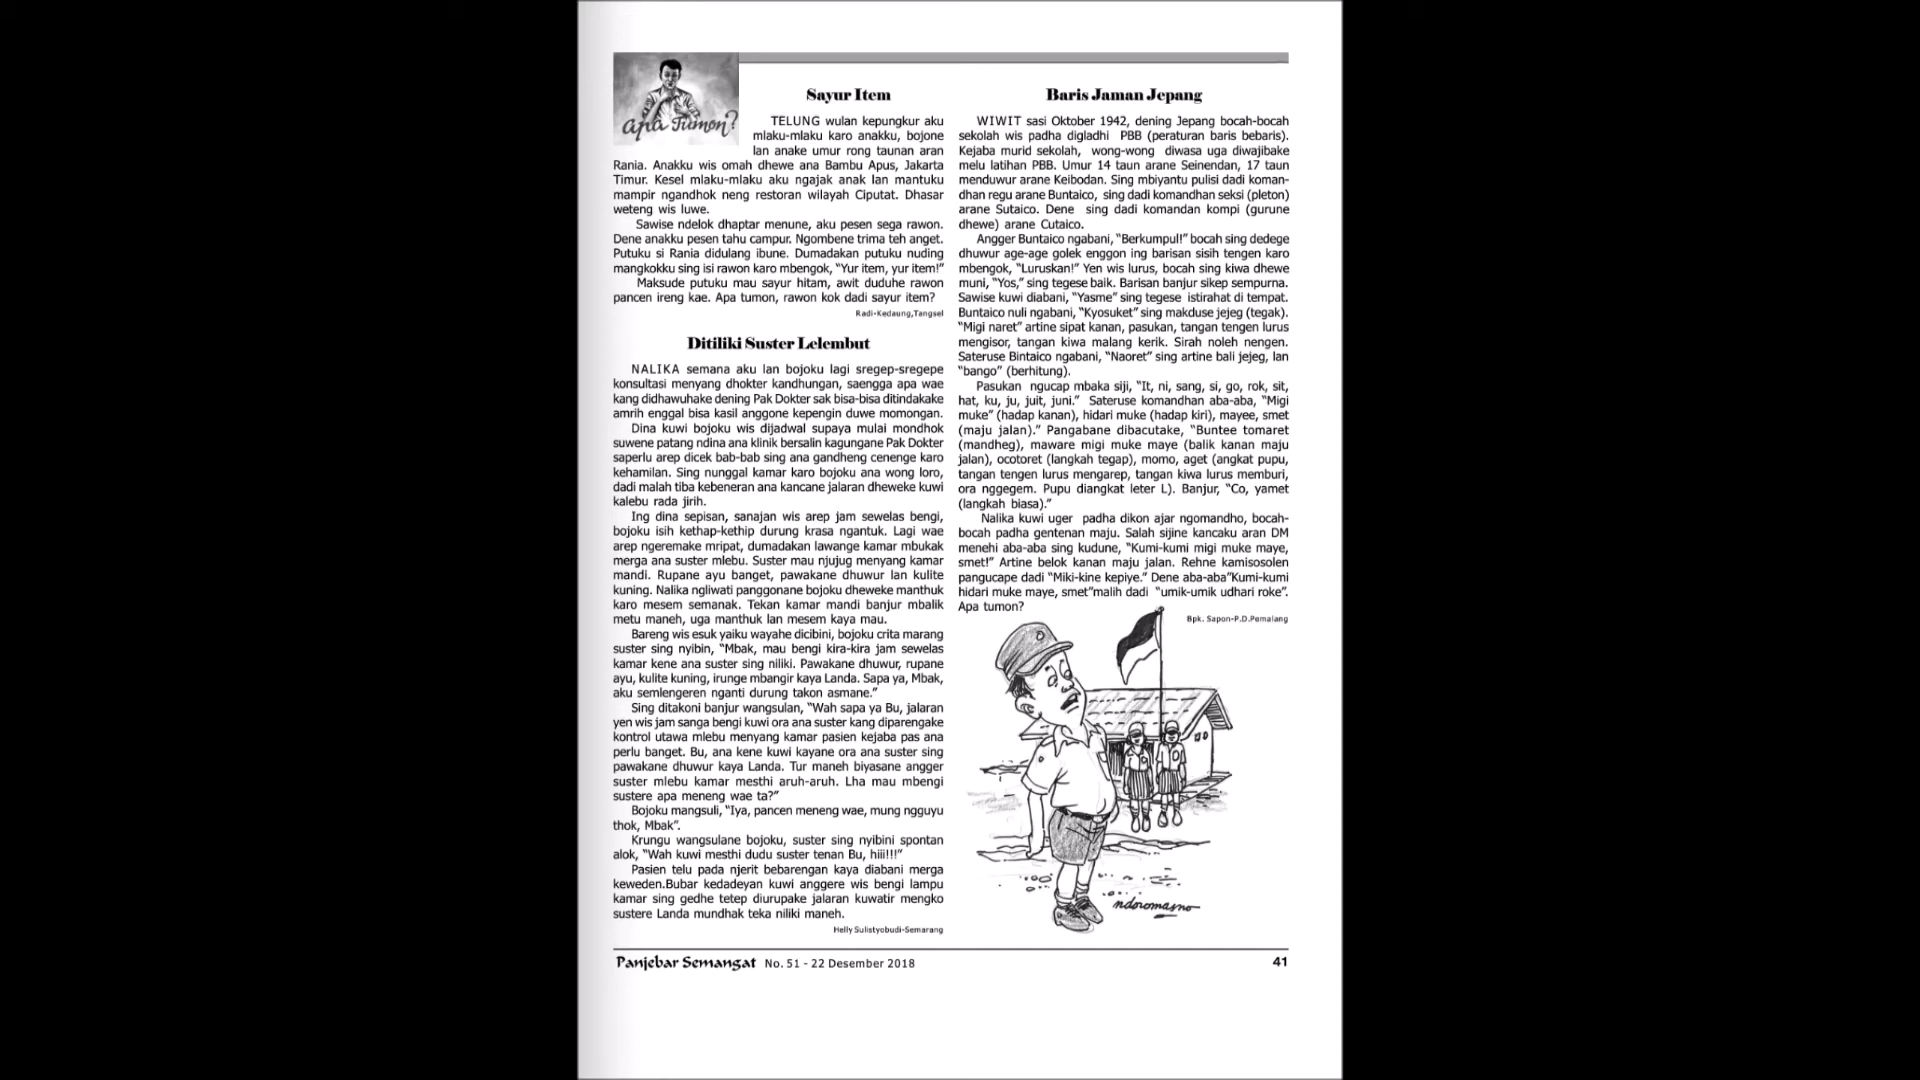 apa Tumon?
Sayur Item
TELUNG wulan kepungkur aku
mlaku-mlaku karo anakku, bojone
lan anake umur rong taunan aran
Rania. Anakku wis omah dhewe ana Bambu Apus, Jakarta
Timur. Kesel mlaku-mlaku aku ngajak anak lan mantuku
mampir ngandhok neng restoran wilayah Ciputat. Dhasar
weteng wis luwe.
Sawise ndelok dhaptar menune, aku pesen sega rawon.
Dene anakku pesen tahu campur. Ngombene trima teh anget.
Putuku si Rania didulang ibune. Dumadakan putuku nuding
mangkokku sing isi rawon karo mbengok, “Yur item, yur item!”
Maksude putuku mau sayur hitam, awit duduhe rawon
pancen ireng kae. Apa tumon, rawon kok dadi sayur item?
Radi-Kedaung,Tangsel
Ditiliki Suster Lelembut
NALIKA semana aku lan bojoku lagi sregep-sregepe
konsultasi menyang dhokter kandhungan, saengga apa wae
kang didhawuhake dening Pak Dokter sak bisa-bisa ditindakake
amrih enggal bisa kasil anggone kepengin duwe momongan.
Dina kuwi bojoku wis dijadwal supaya mulai mondhok
suwene patang ndina ana klinik bersalin kagungane Pak Dokter
saperlu arep dicek bab-bab sing ana gandheng cenenge karo
kehamilan. Sing nunggal kamar karo bojoku ana wong loro,
dadi malah tiba kebeneran ana kancane jalaran dheweke kuwi
kalebu rada jirih.
Ing dina sepisan, sanajan wis arep jam sewelas bengi,
bojoku isih kethap-kethip durung krasa ngantuk. Lagi wae
arep ngeremake mripat, dumadakan lawange kamar mbukak
merga ana suster mlebu. Suster mau njujug menyang kamar
mandi. Rupane ayu banget, pawakane dhuwur lan kulite
kuning. Nalika ngliwati panggonane bojoku dheweke manthuk
karo mesem semanak. Tekan kamar mandi banjur mbalik
metu maneh, uga manthuk lan mesem kaya mau.
Bareng wis esuk yaiku wayahe dicibini, bojoku crita marang
suster sing nyibin, “Mbak, mau bengi kira-kira jam sewelas
kamar kene ana suster sing niliki. Pawakane dhuwur, rupane
ayu, kulite kuning, irunge mbangir kaya Landa. Sapa ya, Mbak,
aku semlengeren nganti durung takon asmane.”
Sing ditakoni banjur wangsulan, “Wah sapa ya Bu, jalaran
yen wis jam sanga bengi kuwi ora ana suster kang diparengake
kontrol utawa mlebu menyang kamar pasien kejaba pas ana
perlu banget. Bu, ana kene kuwi kayane ora ana suster sing
pawakane dhuwur kaya Landa. Tur maneh biyasane angger
suster mlebu kamar mesthi aruh-aruh. Lha mau mbengi
sustere apa meneng wae ta?”
Bojoku mangsuli, “Iya, pancen meneng wae, mung ngguyu
thok, Mbak”.
Krungu wangsulane bojoku, suster sing nyibini spontan
alok, “Wah kuwi mesthi dudu suster tenan Bu, hiii!!!”
Pasien telu pada njerit bebarengan kaya diabani merga
keweden.Bubar kedadeyan kuwi anggere wis bengi lampu
kamar sing gedhe tetep diurupake jalaran kuwatir mengko
sustere Landa mundhak teka niliki maneh.
Helly Sulistyobudi-Semarang
Baris Jaman Jepang
WIWIT sasi Oktober 1942, dening Jepang bocah-bocah
sekolah wis padha digladhi PBB (peraturan baris bebaris).
Kejaba murid sekolah, wong-wong diwasa uga diwajibake
melu latihan PBB. Umur 14 taun arane Seinendan, 17 taun
menduwur arane Keibodan. Sing mbiyantu pulisi dadi koman-
dhan regu arane Buntaico, sing dadi komandhan seksi (pleton)
arane Sutaico. Dene sing dadi komandan kompi (gurune
dhewe) arane Cutaico.
Angger Buntaico ngabani, “Berkumpul!” bocah sing dedege
dhuwur age-age golek enggon ing barisan sisih tengen karo
mbengok, “Luruskan!” Yen wis lurus, bocah sing kiwa dhewe
muni, “Yos,” sing tegese baik. Barisan banjur sikep sempurna.
Sawise kuwi diabani, “Yasme” sing tegese istirahat di tempat.
Buntaico nuli ngabani, “Kyosuket” sing makduse jejeg (tegak).
“Migi naret” artine sipat kanan, pasukan, tangan tengen lurus
mengisor, tangan kiwa malang kerik. Sirah noleh nengen.
Sateruse Bintaico ngabani, “Naoret” sing artine bali jejeg, lan
“bango” (berhitung).
Pasukan ngucap mbaka siji, “It, ni, sang, si, go, rok, sit,
hat, ku, ju, juit, juni.” Sateruse komandhan aba-aba, “Migi
muke” (hadap kanan), hidari muke (hadap kiri), mayee, smet
(maju jalan).” Pangabane dibacutake, “Buntee tomaret
(mandheg), maware migi muke maye (balik kanan maju
jalan), ocotoret (langkah tegap), momo, aget (angkat pupu,
tangan tengen lurus mengarep, tangan kiwa lurus memburi,
ora nggegem. Pupu diangkat leter L). Banjur, “Co, yamet
(langkah biasa).”
Nalika kuwi uger padha dikon ajar ngomandho, bocah-
bocah padha gentenan maju. Salah sijine kancaku aran DM
menehi aba-aba sing kudune, “Kumi-kumi migi muke maye,
smet!” Artine belok kanan maju jalan. Rehne kamisosolen
pangucape dadi “Miki-kine kepiye.” Dene aba-aba“Kumi-kumi
hidari muke maye, smet”malih dadi “umik-umik udhari roke”.
Apa tumon?
Bpk. Sapon-P.D.Pemalang
ndoromasno
Panjebar Semangat No. 51 - 22 Desember 2018
41